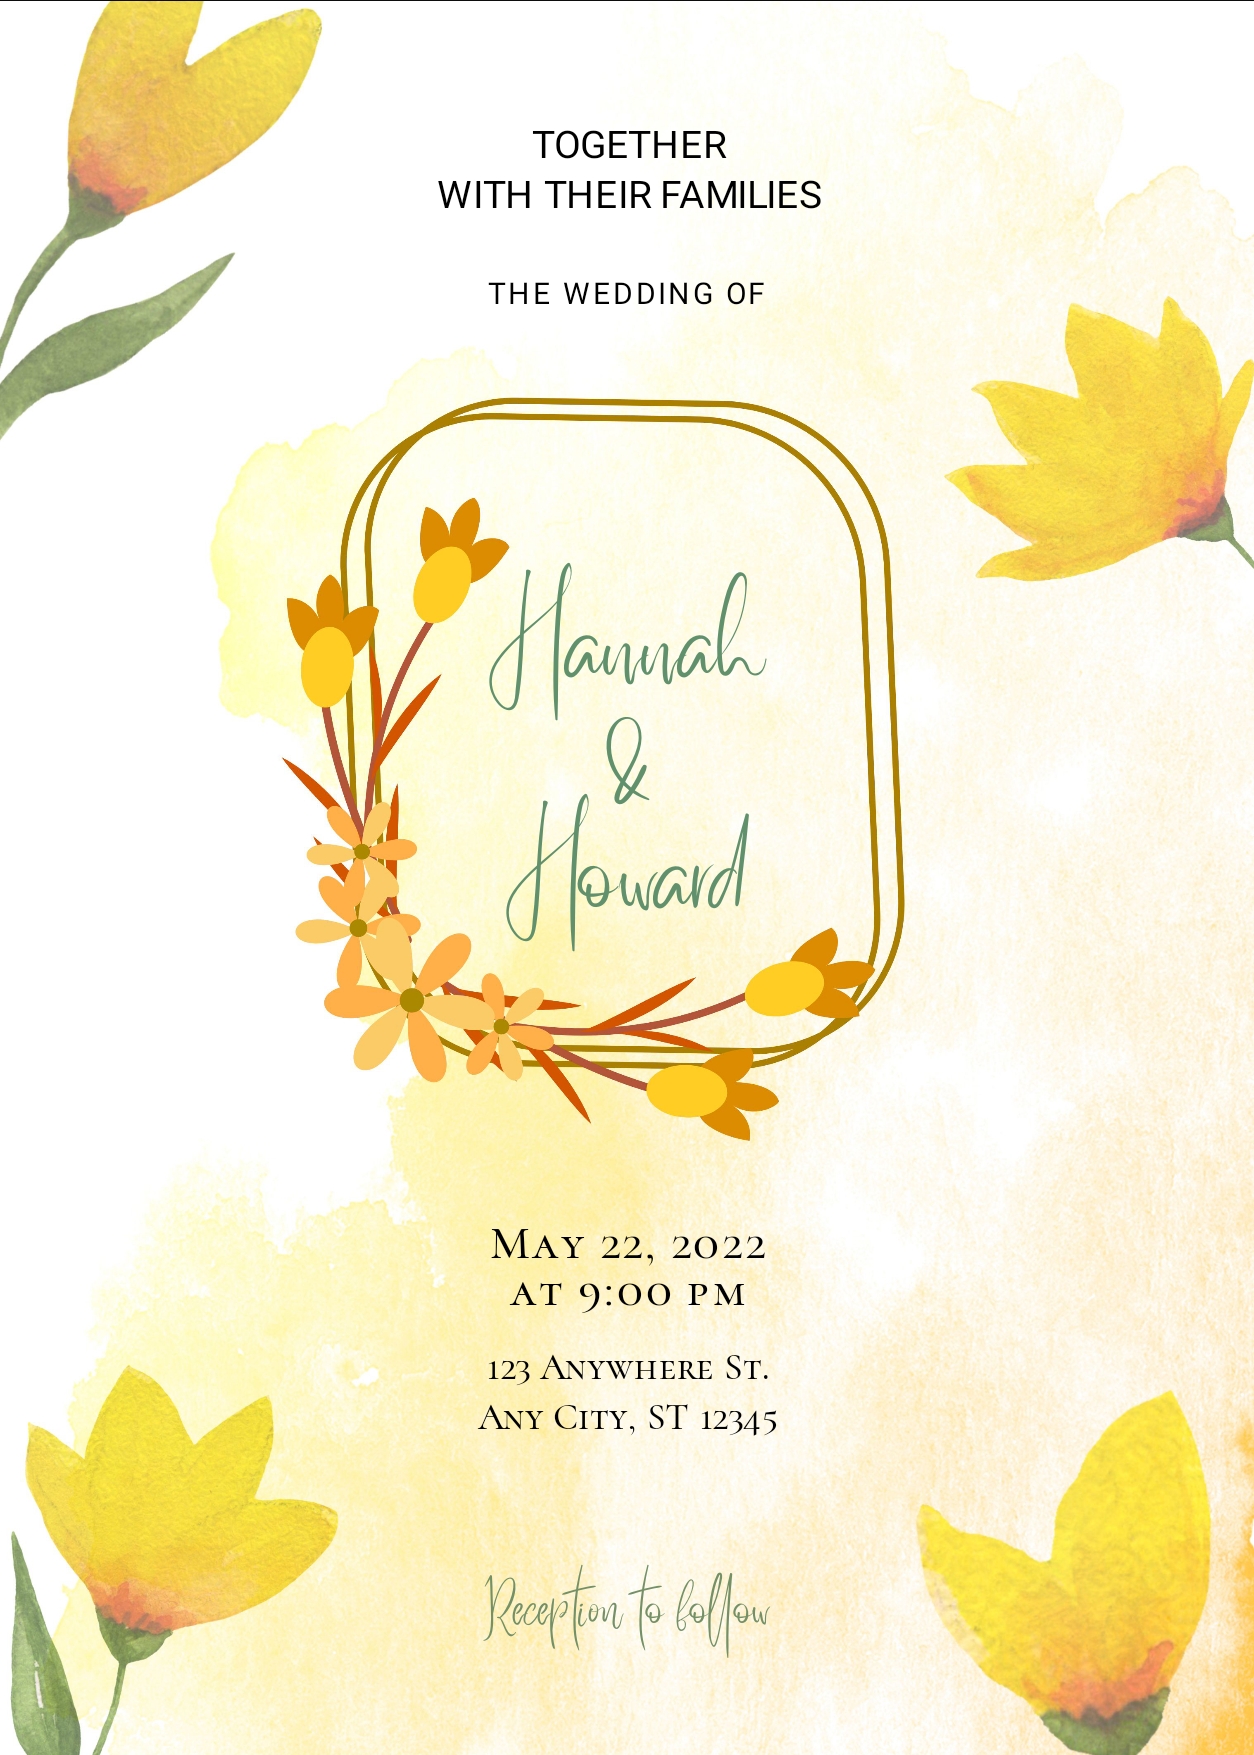 TOGETHER
WITH THEIR FAMILIES
THE WEDDING OF
Hannah
&
Howard
May 22, 2022
at 9:00 pm
123 Anywhere St.
Any City, ST 12345
Reception to follow